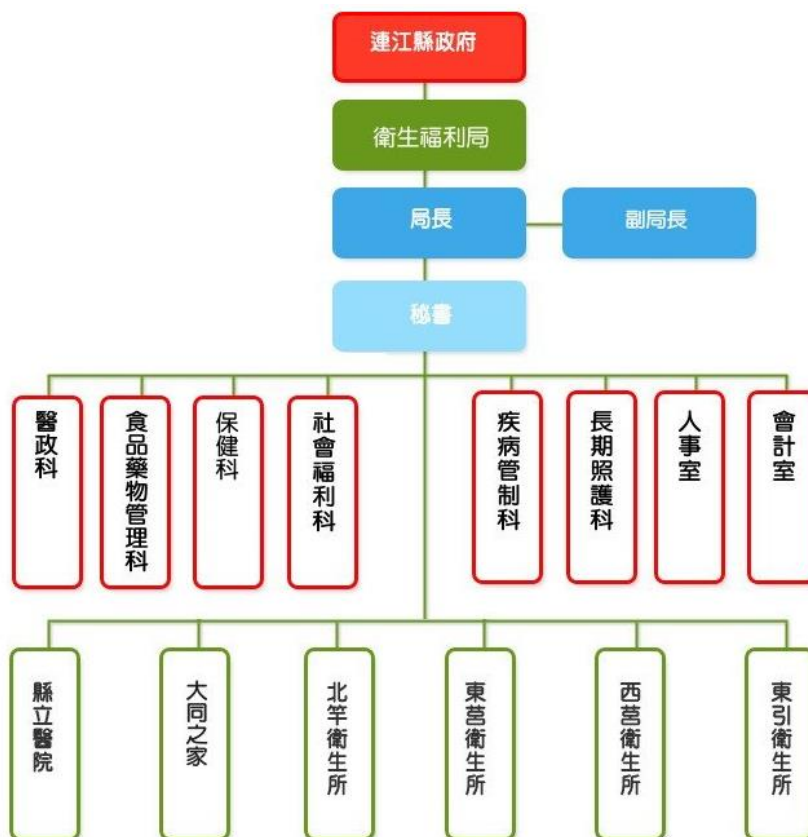 連江縣政府
衛生福利局
局長
副局長
秘書
醫政科
食品藥物管理科
保健科
社會福利科
疾病管制科
長期照護科
人事室
會計室
縣立醫院
大同之家
北竿衛生所
東莒衛生所
西莒衛生所
東引衛生所